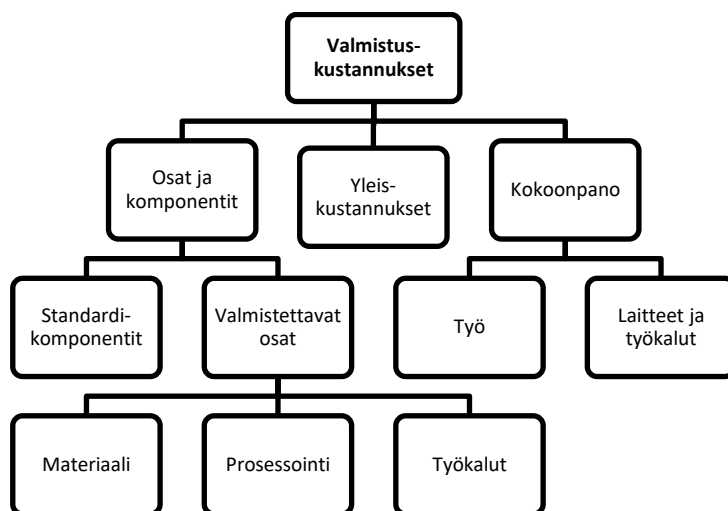 Valmistus-
kustannukset
Osat ja
komponentit
Yleis-
kustannukset
Kokoonpano
Standardi-
komponentit
Valmistettavat
osat
Työ
Laitteet ja
työkalut
Materiaali
Prosessointi
Työkalut